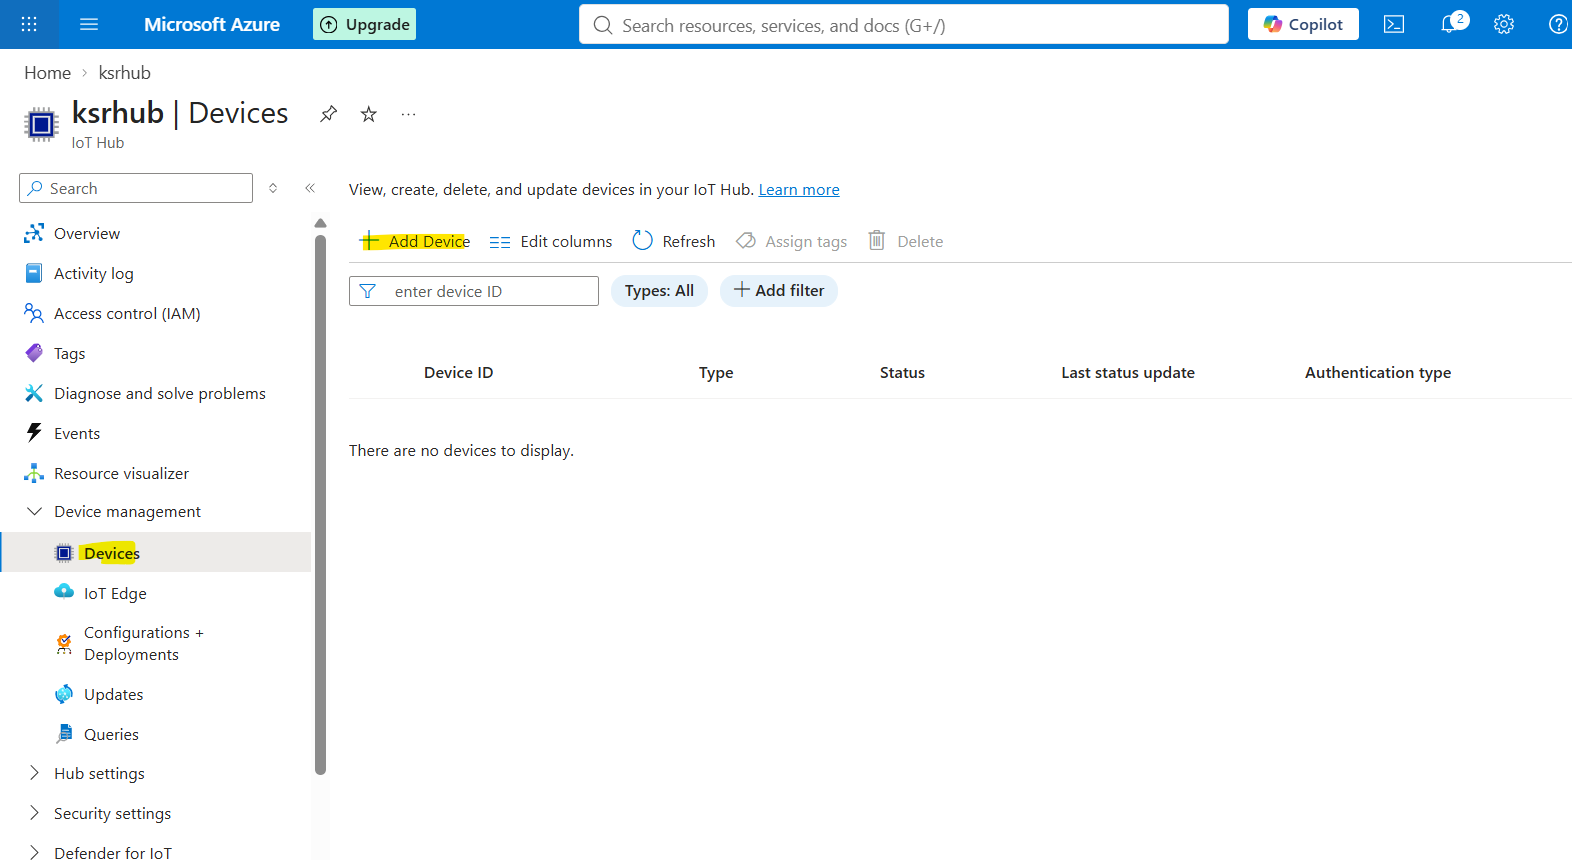 Microsoft Azure
Upgrade
Search resources, services, and docs (G+/)
Copilot
2
Home > ksrhub
ksrhub | Devices
IoT Hub
Search
Overview
Activity log
Access control (IAM)
Tags
Diagnose and solve problems
Events
Resource visualizer
Device management
Devices
IoT Edge
Configurations +
Deployments
Updates
Queries
Hub settings
Security settings
Defender for IoT
View, create, delete, and update devices in your IoT Hub. Learn more
Add Device Edit columns Refresh Assign tags Delete
enter device ID Types: All Add filter
Device ID Type Status Last status update Authentication type
There are no devices to display.